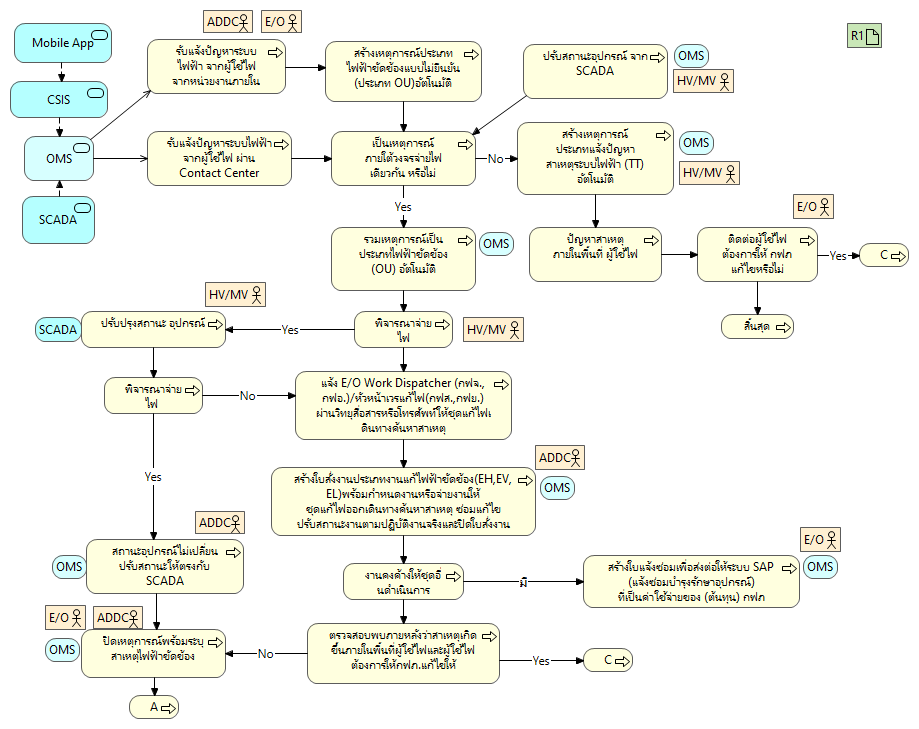 ADDC
E/O
R1
Mobile App
รับแจ้งปัญหาระบบ
ไฟฟ้า จากผู้ใช้ไฟ
จากหน่วยงานภายใน
สร้างเหตุการณ์ประเภท
ไฟฟ้าขัดข้องแบบไม่ยืนยัน
(ประเภท OU)อัตโนมัติ
ปรับสถานะอุปกรณ์ จาก
SCADA
OMS
HV/MV
CSIS
OMS
รับแจ้งปัญหาระบบไฟฟ้า
จากผู้ใช้ไฟ ผ่าน
Contact Center
เป็นเหตุการณ์
ภายใต้วงจรจ่ายไฟ
เดียวกัน หรือไม่
No
สร้างเหตุการณ์
ประเภทแจ้งปัญหา
สาเหตุระบบไฟฟ้า (TT)
อัตโนมัติ
OMS
HV/MV
SCADA
Yes
E/O
รวมเหตุการณ์เป็น
ประเภทไฟฟ้าขัดข้อง
(OU) อัตโนมัติ
OMS
ปัญหาสาเหตุ
ภายในพื้นที่ ผู้ใช้ไฟ
ติดต่อผู้ใช้ไฟ
ต้องการให้ กฟภ
แก้ไขหรือไม่
Yes
C
HV/MV
SCADA
ปรับปรุงสถานะ อุปกรณ์
Yes
พิจารณาจ่าย
ไฟ
HV/MV
สิ้นสุด
พิจารณาจ่าย
ไฟ
No
แจ้ง E/O Work Dispatcher (กฟจ.,
กฟอ.)/หัวหน้าเวรแก้ไฟ(กฟส.,กฟย.)
ผ่านวิทยุสื่อสารหรือโทรศัพท์ให้ชุดแก้ไฟเ
ดินทางค้นหาสาเหตุ
Yes
ADDC
สร้างใบสั่งงานประเภทงานแก้ไฟฟ้าขัดข้อง(EH,EV,
EL)พร้อมกำหนดงานหรือจ่ายงานให้
ชุดแก้ไฟออกเดินทางค้นหาสาเหตุ ซ่อมแก้ไข
ปรับสถานะงานตามปฏิบัติงานจริงและปิดใบสั่งงาน
OMS
ADDC
E/O
OMS
สถานะอุปกรณ์ไม่เปลี่ยน
ปรับสถานะให้ตรงกับ
SCADA
งานคงค้างให้ชุดอื่
นดำเนินการ
มี
สร้างใบแจ้งซ่อมเพื่อส่งต่อให้ระบบ SAP
(แจ้งซ่อมบำรุงรักษาอุปกรณ์)
ที่เป็นค่าใช้จ่ายของ (ต้นทุน) กฟภ
OMS
E/O
ADDC
OMS
ปิดเหตุการณ์พร้อมระบุ
สาเหตุไฟฟ้าขัดข้อง
No
ตรวจสอบพบภายหลังว่าสาเหตุเกิด
ขึ้นภายในพื้นที่ผู้ใช้ไฟและผู้ใช้ไฟ
ต้องการให้กฟภ.แก้ไขให้
Yes
C
A